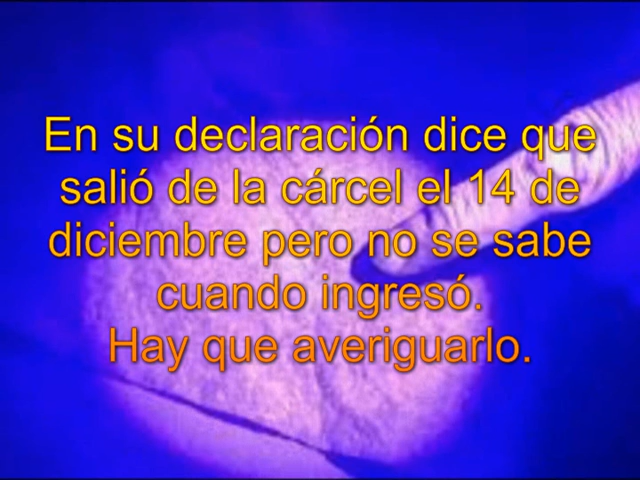 En su declaración dice que
salió de la cárcel el 14 de
diciembre pero no se sabe
cuando ingresó.
Hay que averiguarlo.